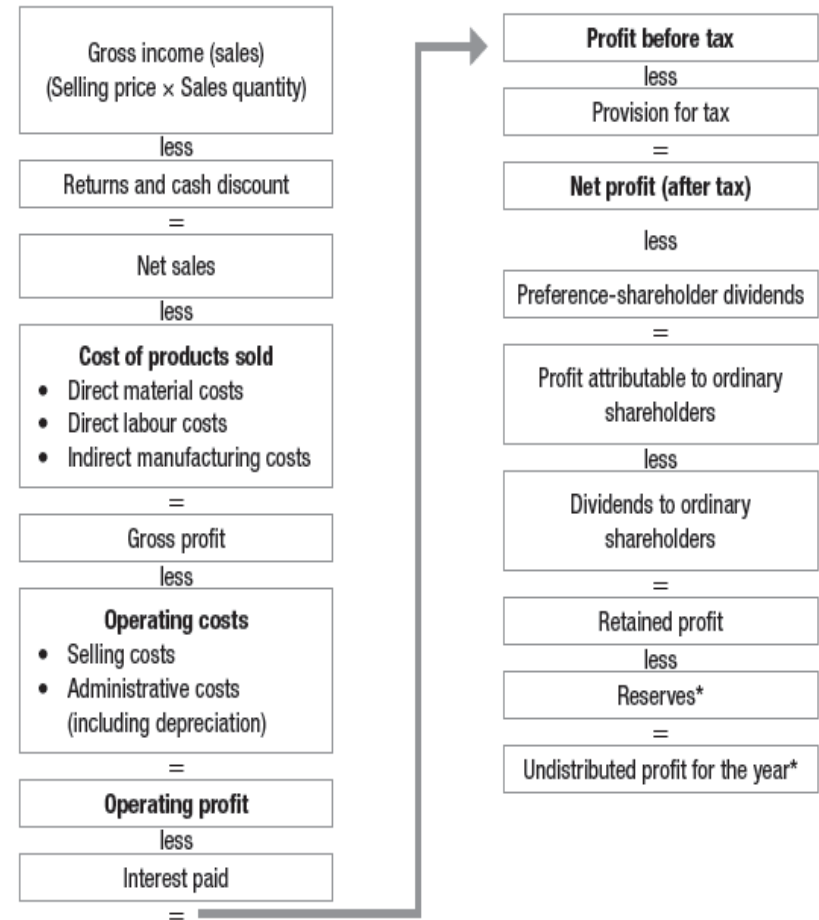 Gross income (sales)
(Selling price × Sales quantity)
less
Returns and cash discount
=
Net sales
less
Cost of products sold
• Direct material costs
• Direct labour costs
• Indirect manufacturing costs
=
Gross profit
less
Operating costs
• Selling costs
• Administrative costs
(including depreciation)
=
Operating profit
less
Interest paid
=
Profit before tax
less
Provision for tax
=
Net profit (after tax)
less
Preference-shareholder dividends
=
Profit attributable to ordinary
shareholders
less
Dividends to ordinary
shareholders
=
Retained profit
less
Reserves*
=
Undistributed profit for the year*